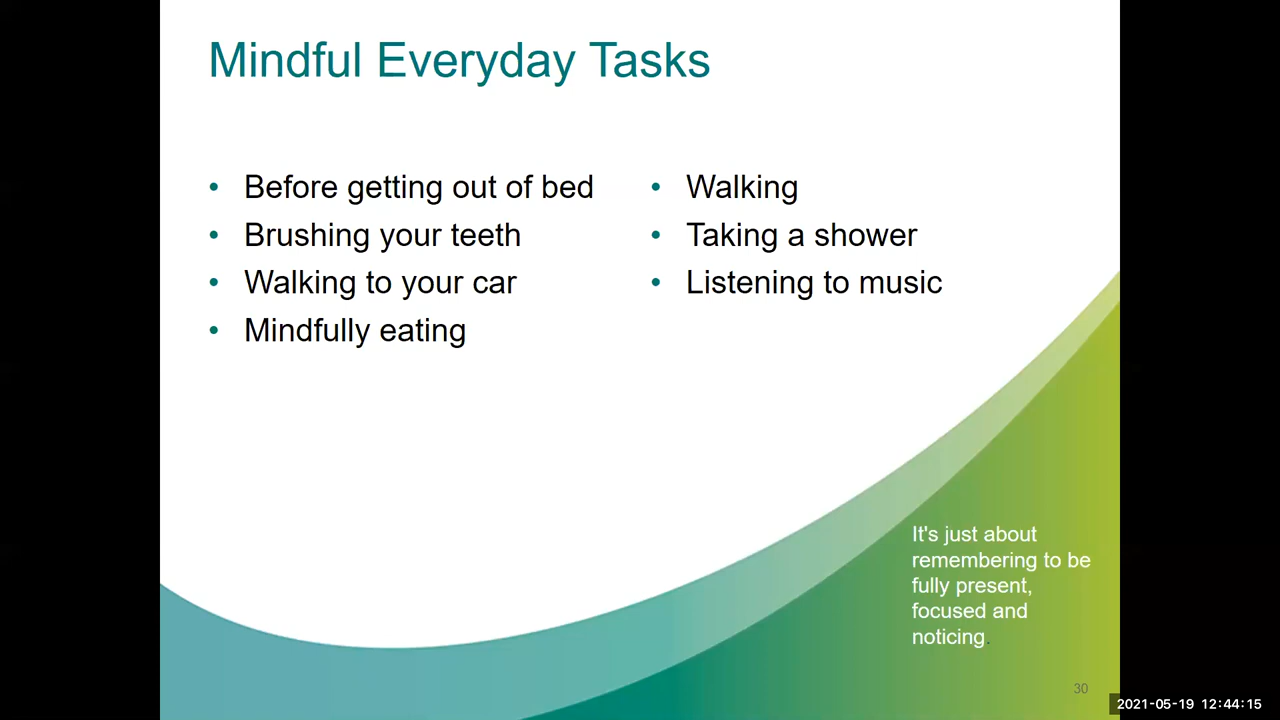 Mindful Everyday Tasks
• Before getting out of bed
• Brushing your teeth
• Walking to your car
• Mindfully eating
• Walking
• Taking a shower
• Listening to music
It's just about
remembering to be
fully present,
focused and
noticing.
30
2021-05-19 12:44:15